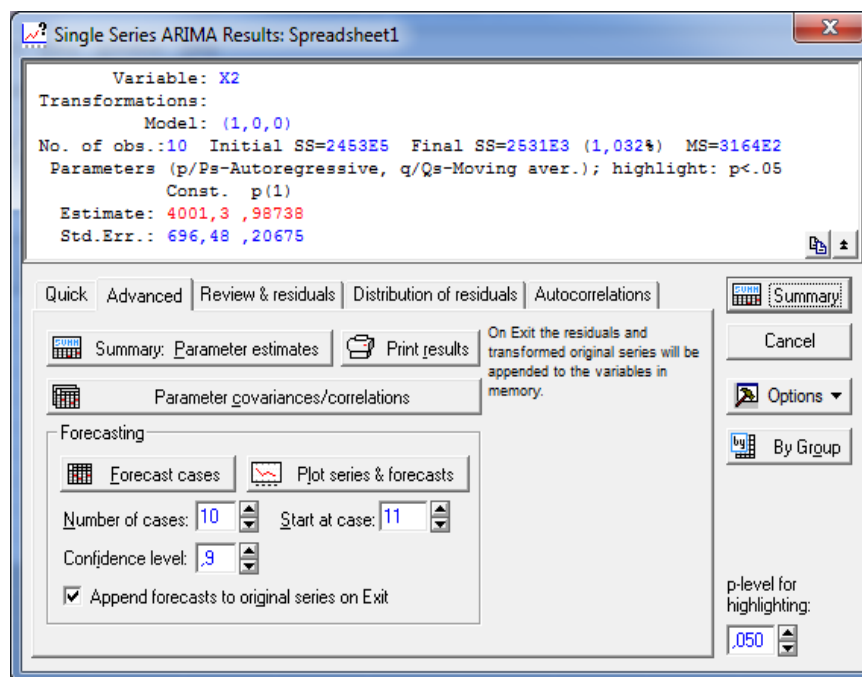 Single Series ARIMA Results: Spreadsheet1
Variable: X2
Transformations:
Model: (1,0,0)
No. of obs.:10 Initial SS=2453E5 Final SS=2531E3 (1,032%) MS=3164E2
Parameters (p/Ps-Autoregressive, q/Qs-Moving aver.); highlight: p<.05
Const. p(1)
Estimate: 4001,3 ,98738
Std.Err.: 696,48 ,20675
Quick Advanced Review & residuals Distribution of residuals Autocorrelations
Summary: Parameter estimates
Print results
On Exit the residuals and
transformed original series will be
appended to the variables in
memory.
Parameter covariances/correlations
Forecasting
Forecast cases
Plot series & forecasts
Number of cases: 10 Start at case: 11
Confidence level: ,9
Append forecasts to original series on Exit
Summary
Cancel
Options
By Group
p-level for
highlighting:
,050